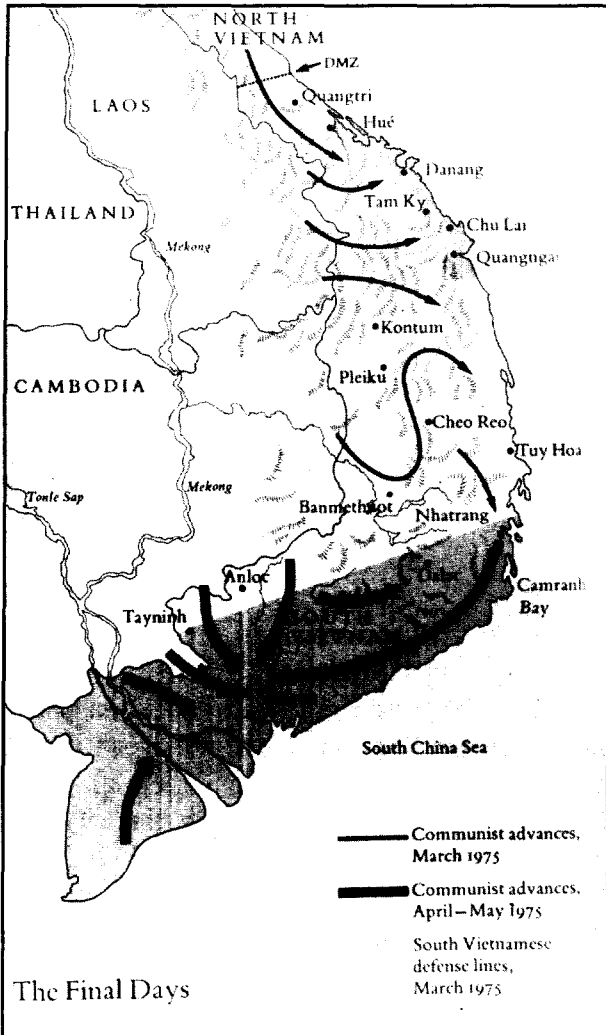 NORTH
VIETNAM
DMZ
Quangtri
LAOS
Hué
Danang
THAILAND
Tam Ky
Chu Lai
Mekong
Quangngai
Kontum
Pleiku
CAMBODIA
Cheo Reo
Tuy Hoa
Mekong
Tonle Sap
Banmethuot
Nhatrang
Anloc
Camranh
Bay
Tayninh
South China Sea
Communist advances,
March 1975
Communist advances,
April–May 1975
South Vietnamese
defense lines,
March 1975
The Final Days